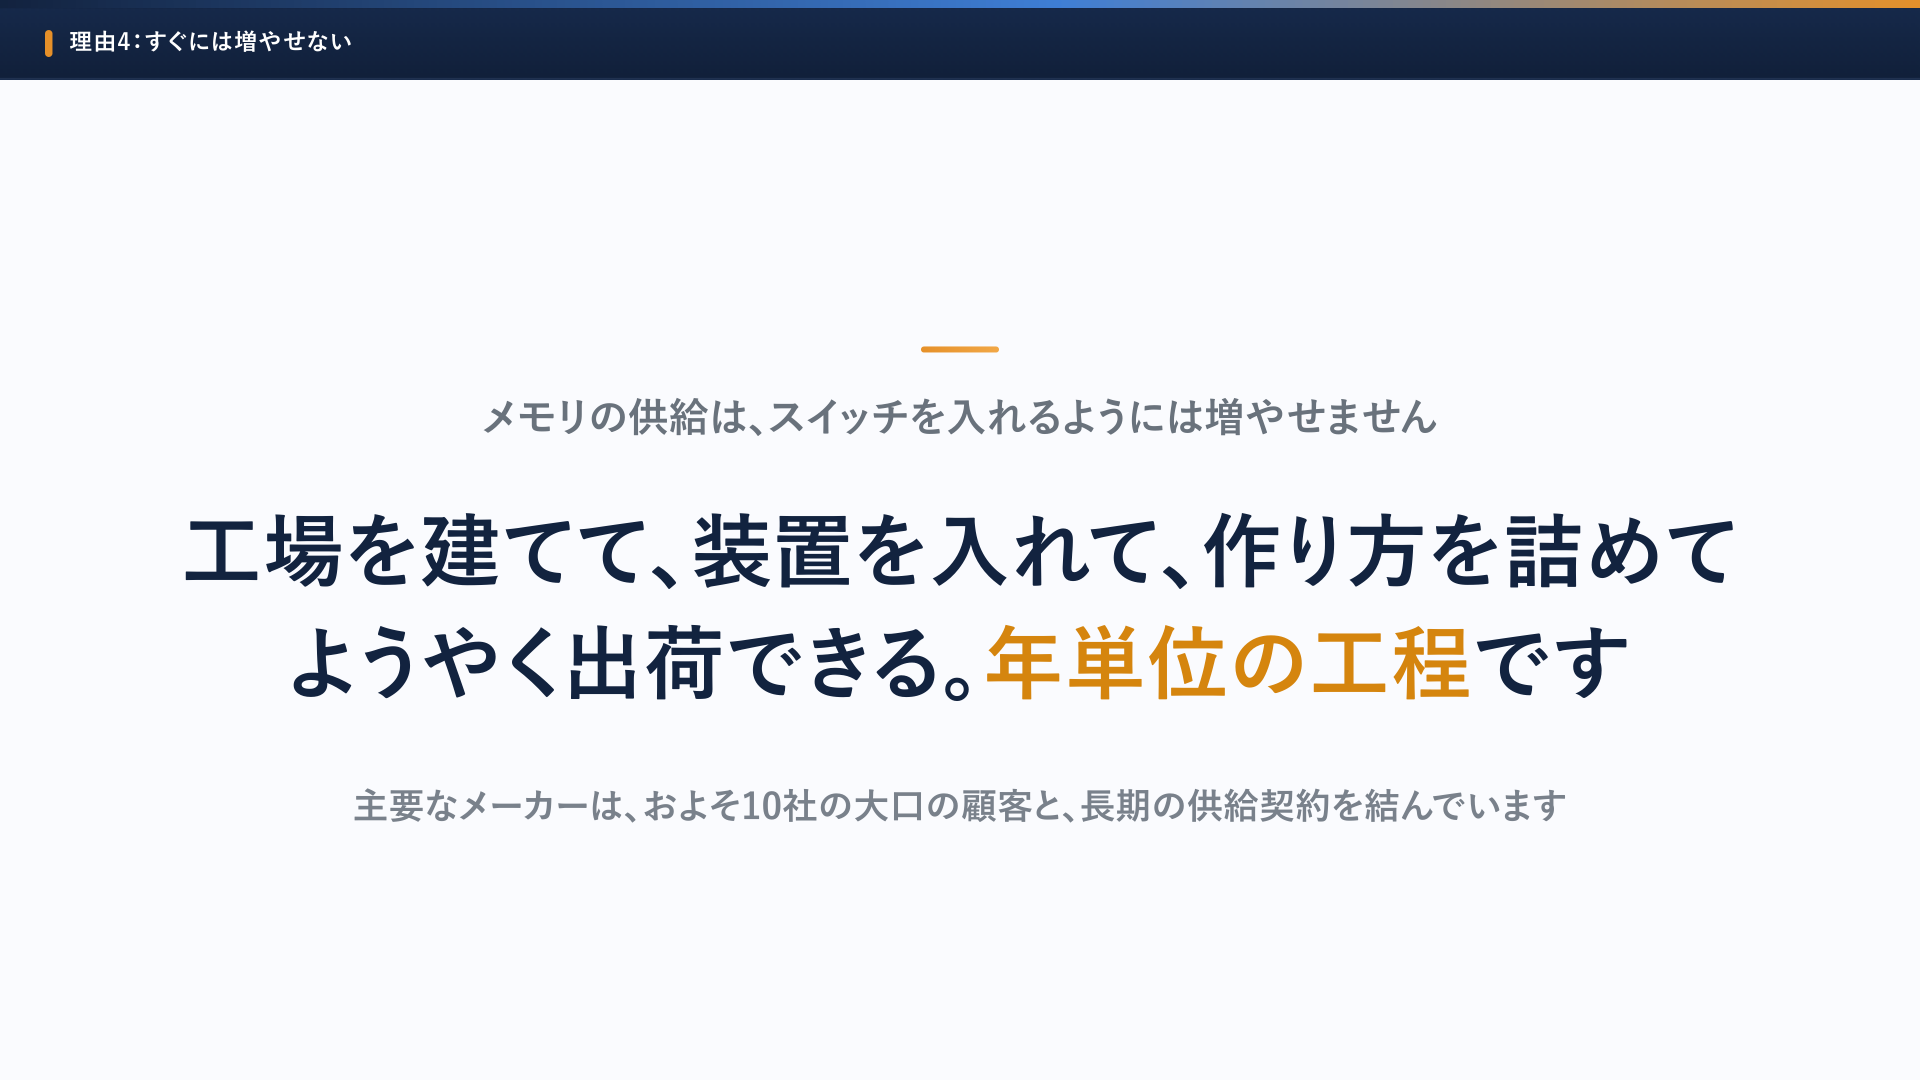 理由4：すぐには増やせない
メモリの供給は、スイッチを入れるようには増やせません
工場を建てて、装置を入れて、作り方を詰めて
ようやく出荷できる。年単位の工程です
主要なメーカーは、およそ10社の大口の顧客と、長期の供給契約を結んでいます